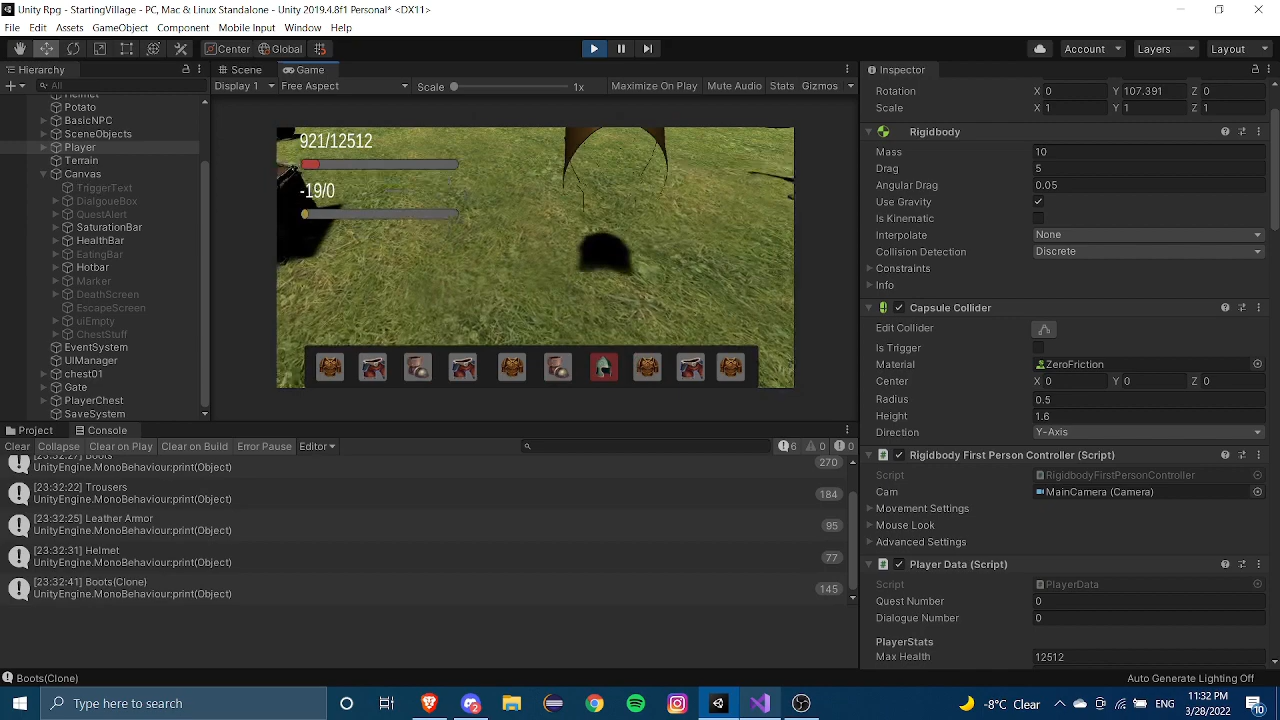 Unity Rpg - StartingVillage - PC, Mac & Linux Standalone - Unity 2019.4.8f1 Personal* <DX11>
File Edit Assets GameObject Component Mobile Input Window Help
Center Global Account Layers Layout
Hierarchy Scene Game Inspector
All Display 1 Free Aspect Scale 1x Maximize On Play Mute Audio Stats Gizmos
Helmet
Potato
BasicNPC
SceneObjects
Player
Terrain
Canvas
TriggerText
DialgoueBox
QuestAlert
SaturationBar
HealthBar
EatingBar
Hotbar
Marker
DeathScreen
EscapeScreen
uiEmpty
ChestStuff
EventSystem
UIManager
chest01
Gate
PlayerChest
SaveSystem
921/12512
-19/0
Rotation X 0 Y 107.391 Z 0
Scale X 1 Y 1 Z 1
Rigidbody
Mass 10
Drag 5
Angular Drag 0.05
Use Gravity
Is Kinematic
Interpolate None
Collision Detection Discrete
Constraints
Info
Capsule Collider
Edit Collider
Is Trigger
Material ZeroFriction
Center X 0 Y 0 Z 0
Radius 0.5
Height 1.6
Direction Y-Axis
Rigidbody First Person Controller (Script)
Script RigidbodyFirstPersonController
Cam MainCamera (Camera)
Movement Settings
Mouse Look
Advanced Settings
Player Data (Script)
Script PlayerData
Quest Number 0
Dialogue Number 0
PlayerStats
Max Health 12512
Project Console
Clear Collapse Clear on Play Clear on Build Error Pause Editor 6 0 0
[23:32:27] Boots
UnityEngine.MonoBehaviour:print(Object) 270
[23:32:22] Trousers
UnityEngine.MonoBehaviour:print(Object) 184
[23:32:25] Leather Armor
UnityEngine.MonoBehaviour:print(Object) 95
[23:32:31] Helmet
UnityEngine.MonoBehaviour:print(Object) 77
[23:32:41] Boots(Clone)
UnityEngine.MonoBehaviour:print(Object) 145
Boots(Clone)
Auto Generate Lighting Off
Type here to search
-8°C Clear
11:32 PM
3/28/2022